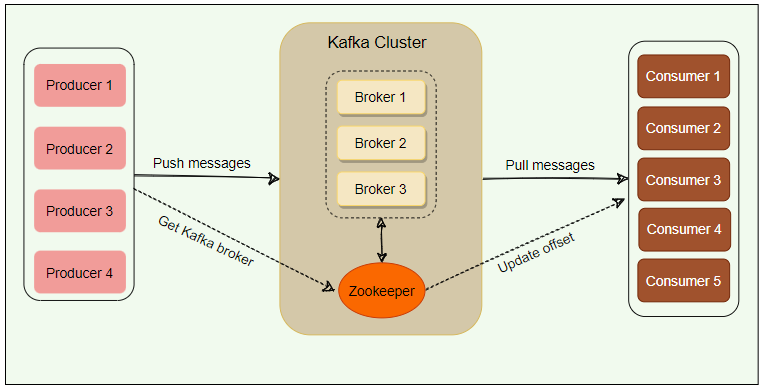 Kafka Cluster
Producer 1
Producer 2
Producer 3
Producer 4
Push messages
Get Kafka broker
Broker 1
Broker 2
Broker 3
Zookeeper
Pull messages
Update offset
Consumer 1
Consumer 2
Consumer 3
Consumer 4
Consumer 5